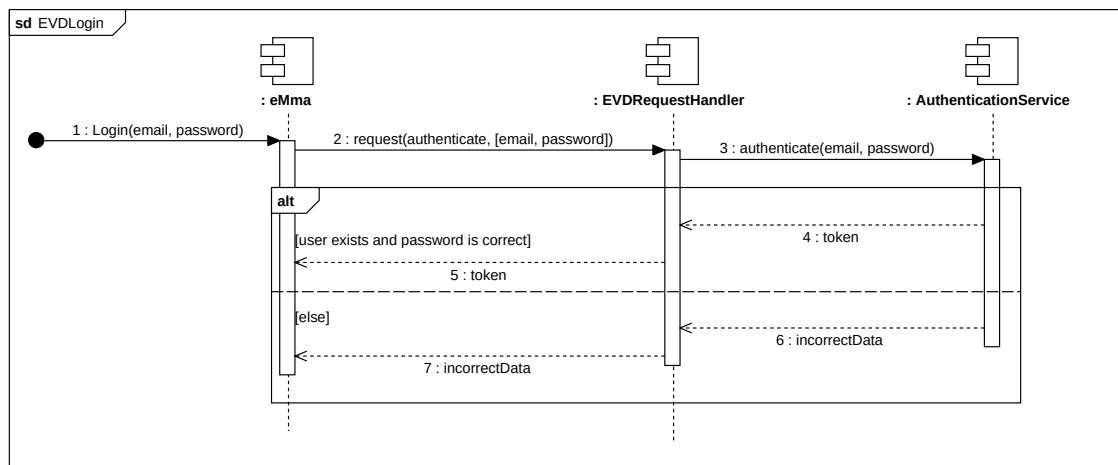 sd EVDLogin
: eMma
: EVDRequestHandler
: AuthenticationService
1 : Login(email, password)
2 : request(authenticate, [email, password])
3 : authenticate(email, password)
alt
4 : token
[user exists and password is correct]
5 : token
[else]
6 : incorrectData
7 : incorrectData